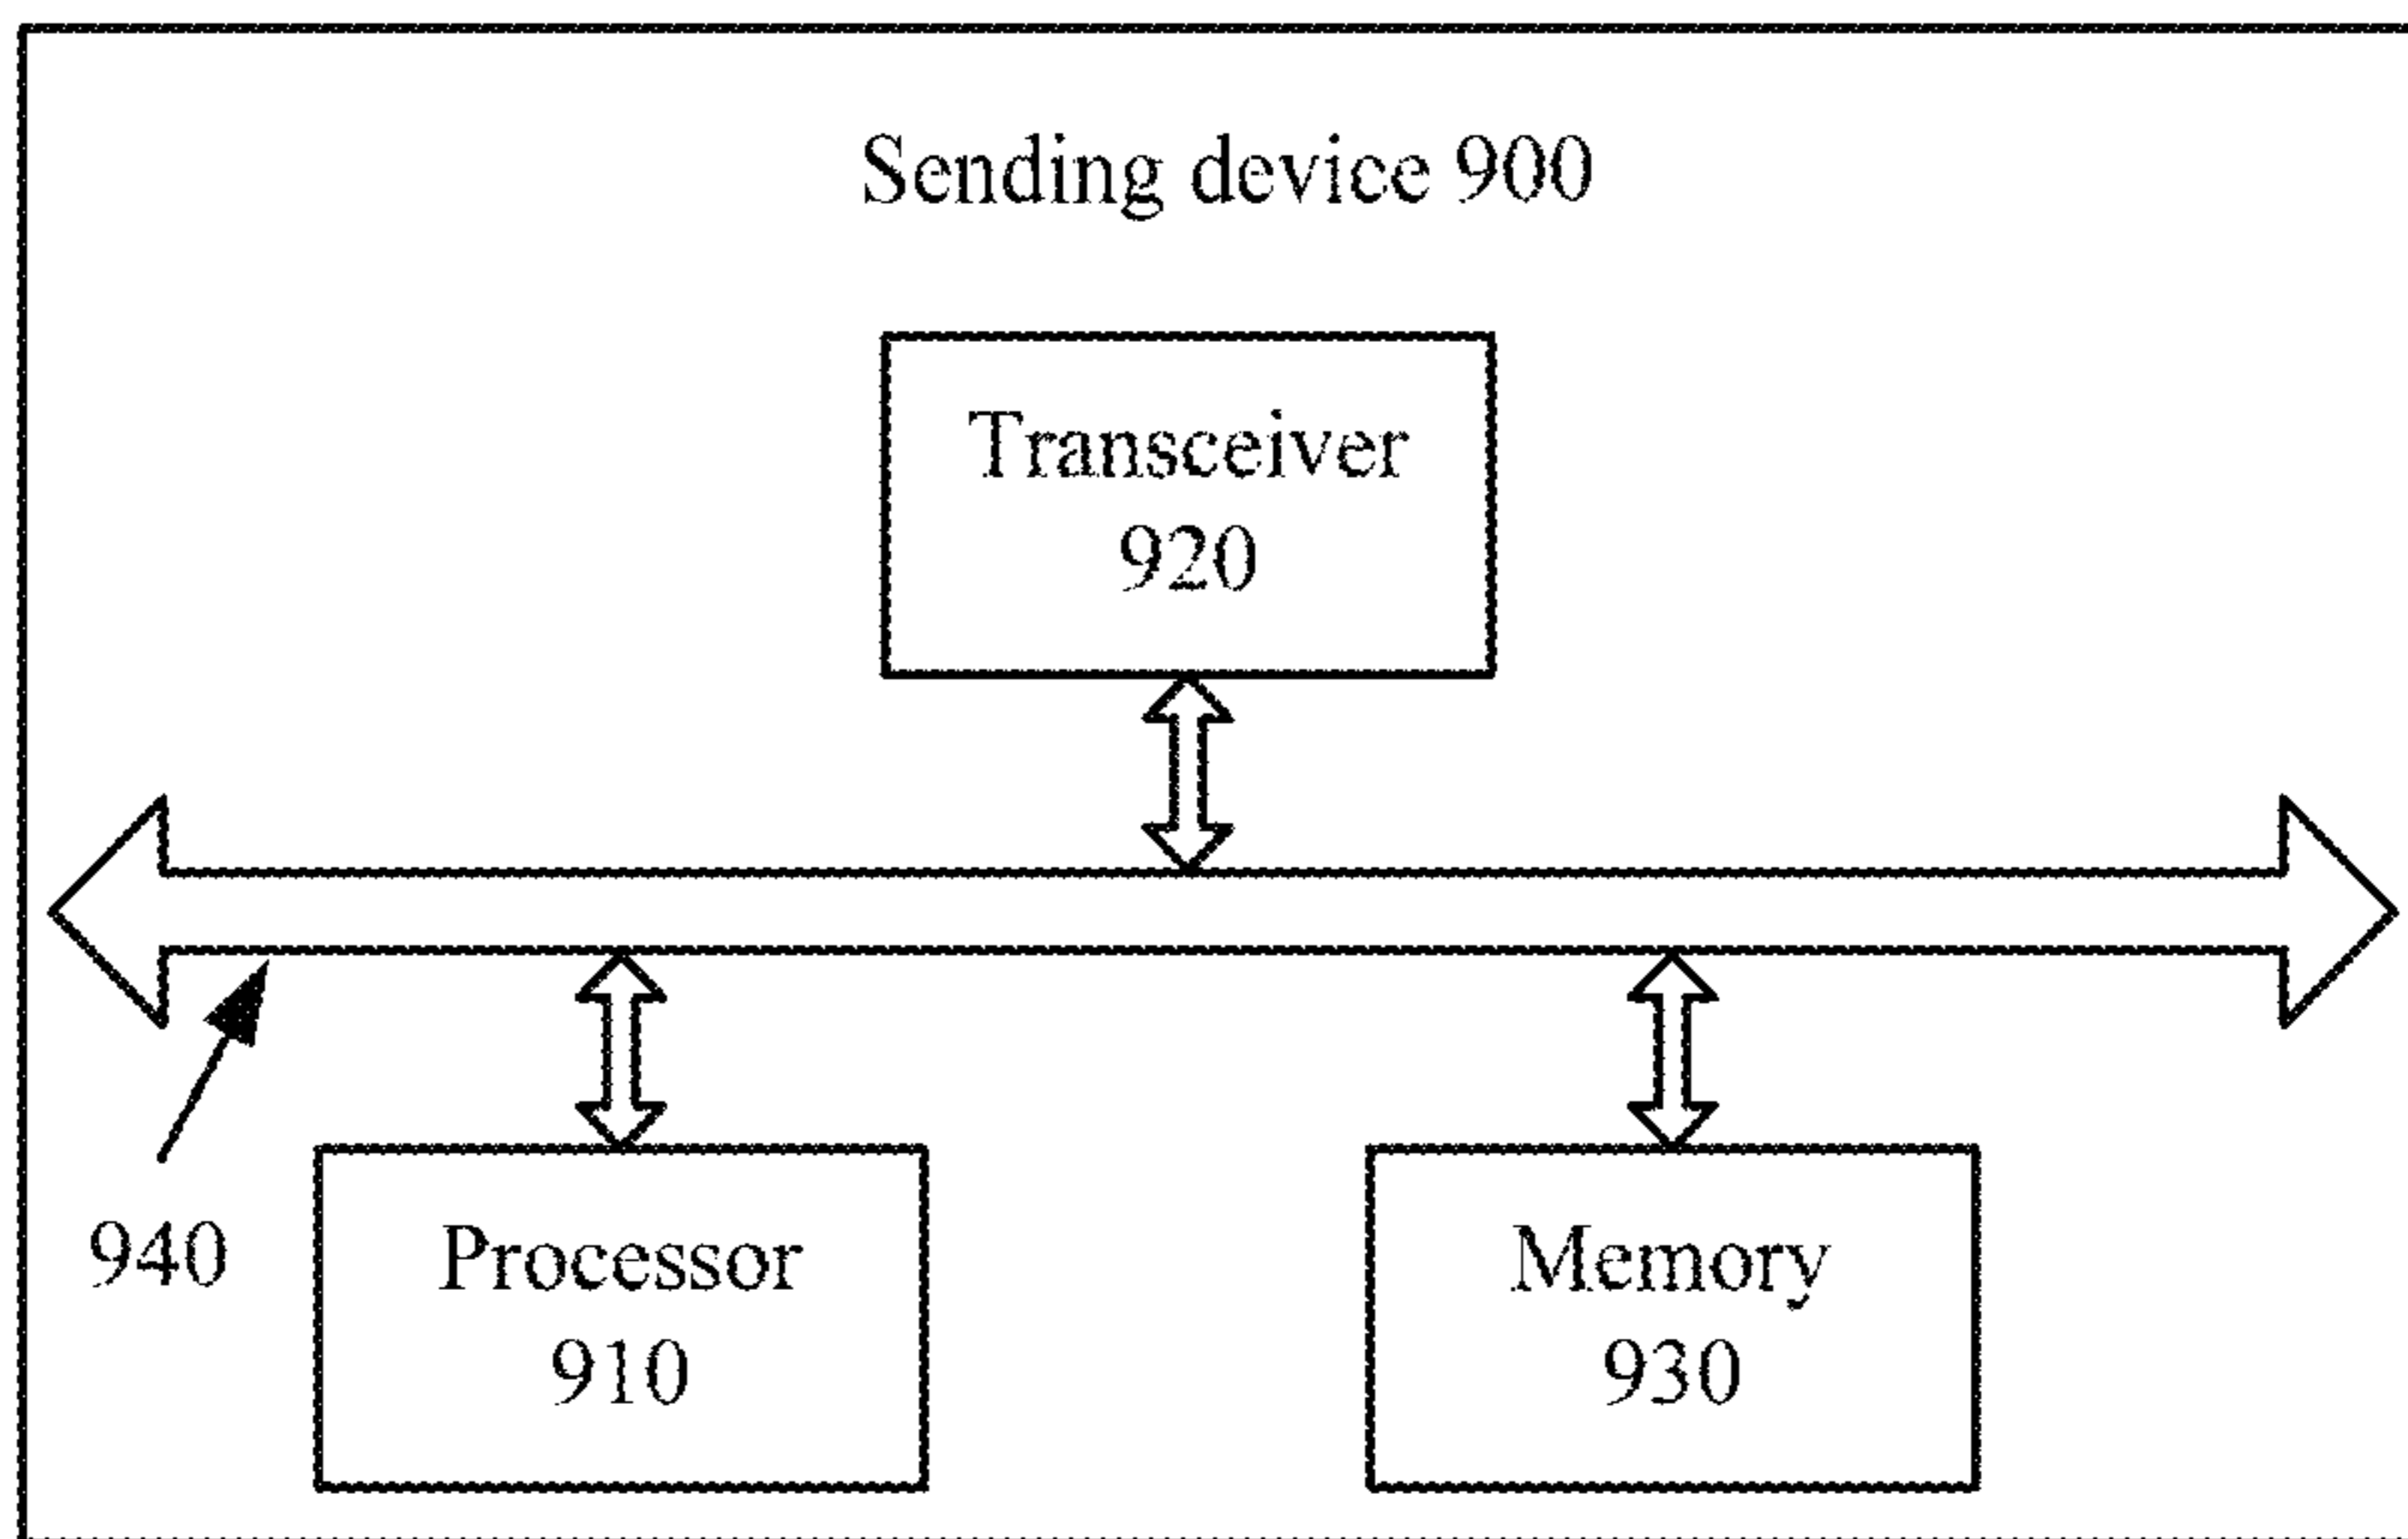 Sending device 900
Transceiver
920
940
Processor
910
Memory
930